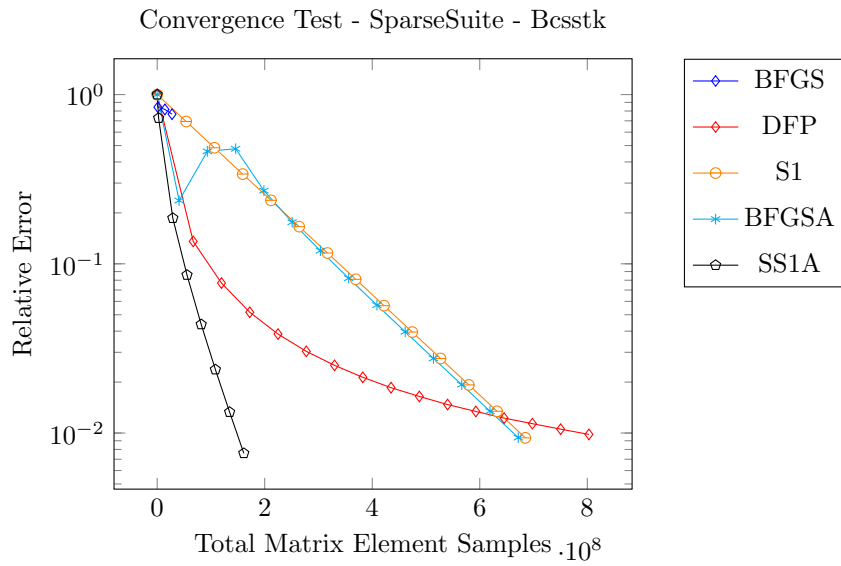 Convergence Test - SparseSuite - Bcsstk
10^0
10^-1
10^-2
Relative Error
0
2
4
6
8
Total Matrix Element Samples
·10^8
BFGS
DFP
S1
BFGSA
SS1A